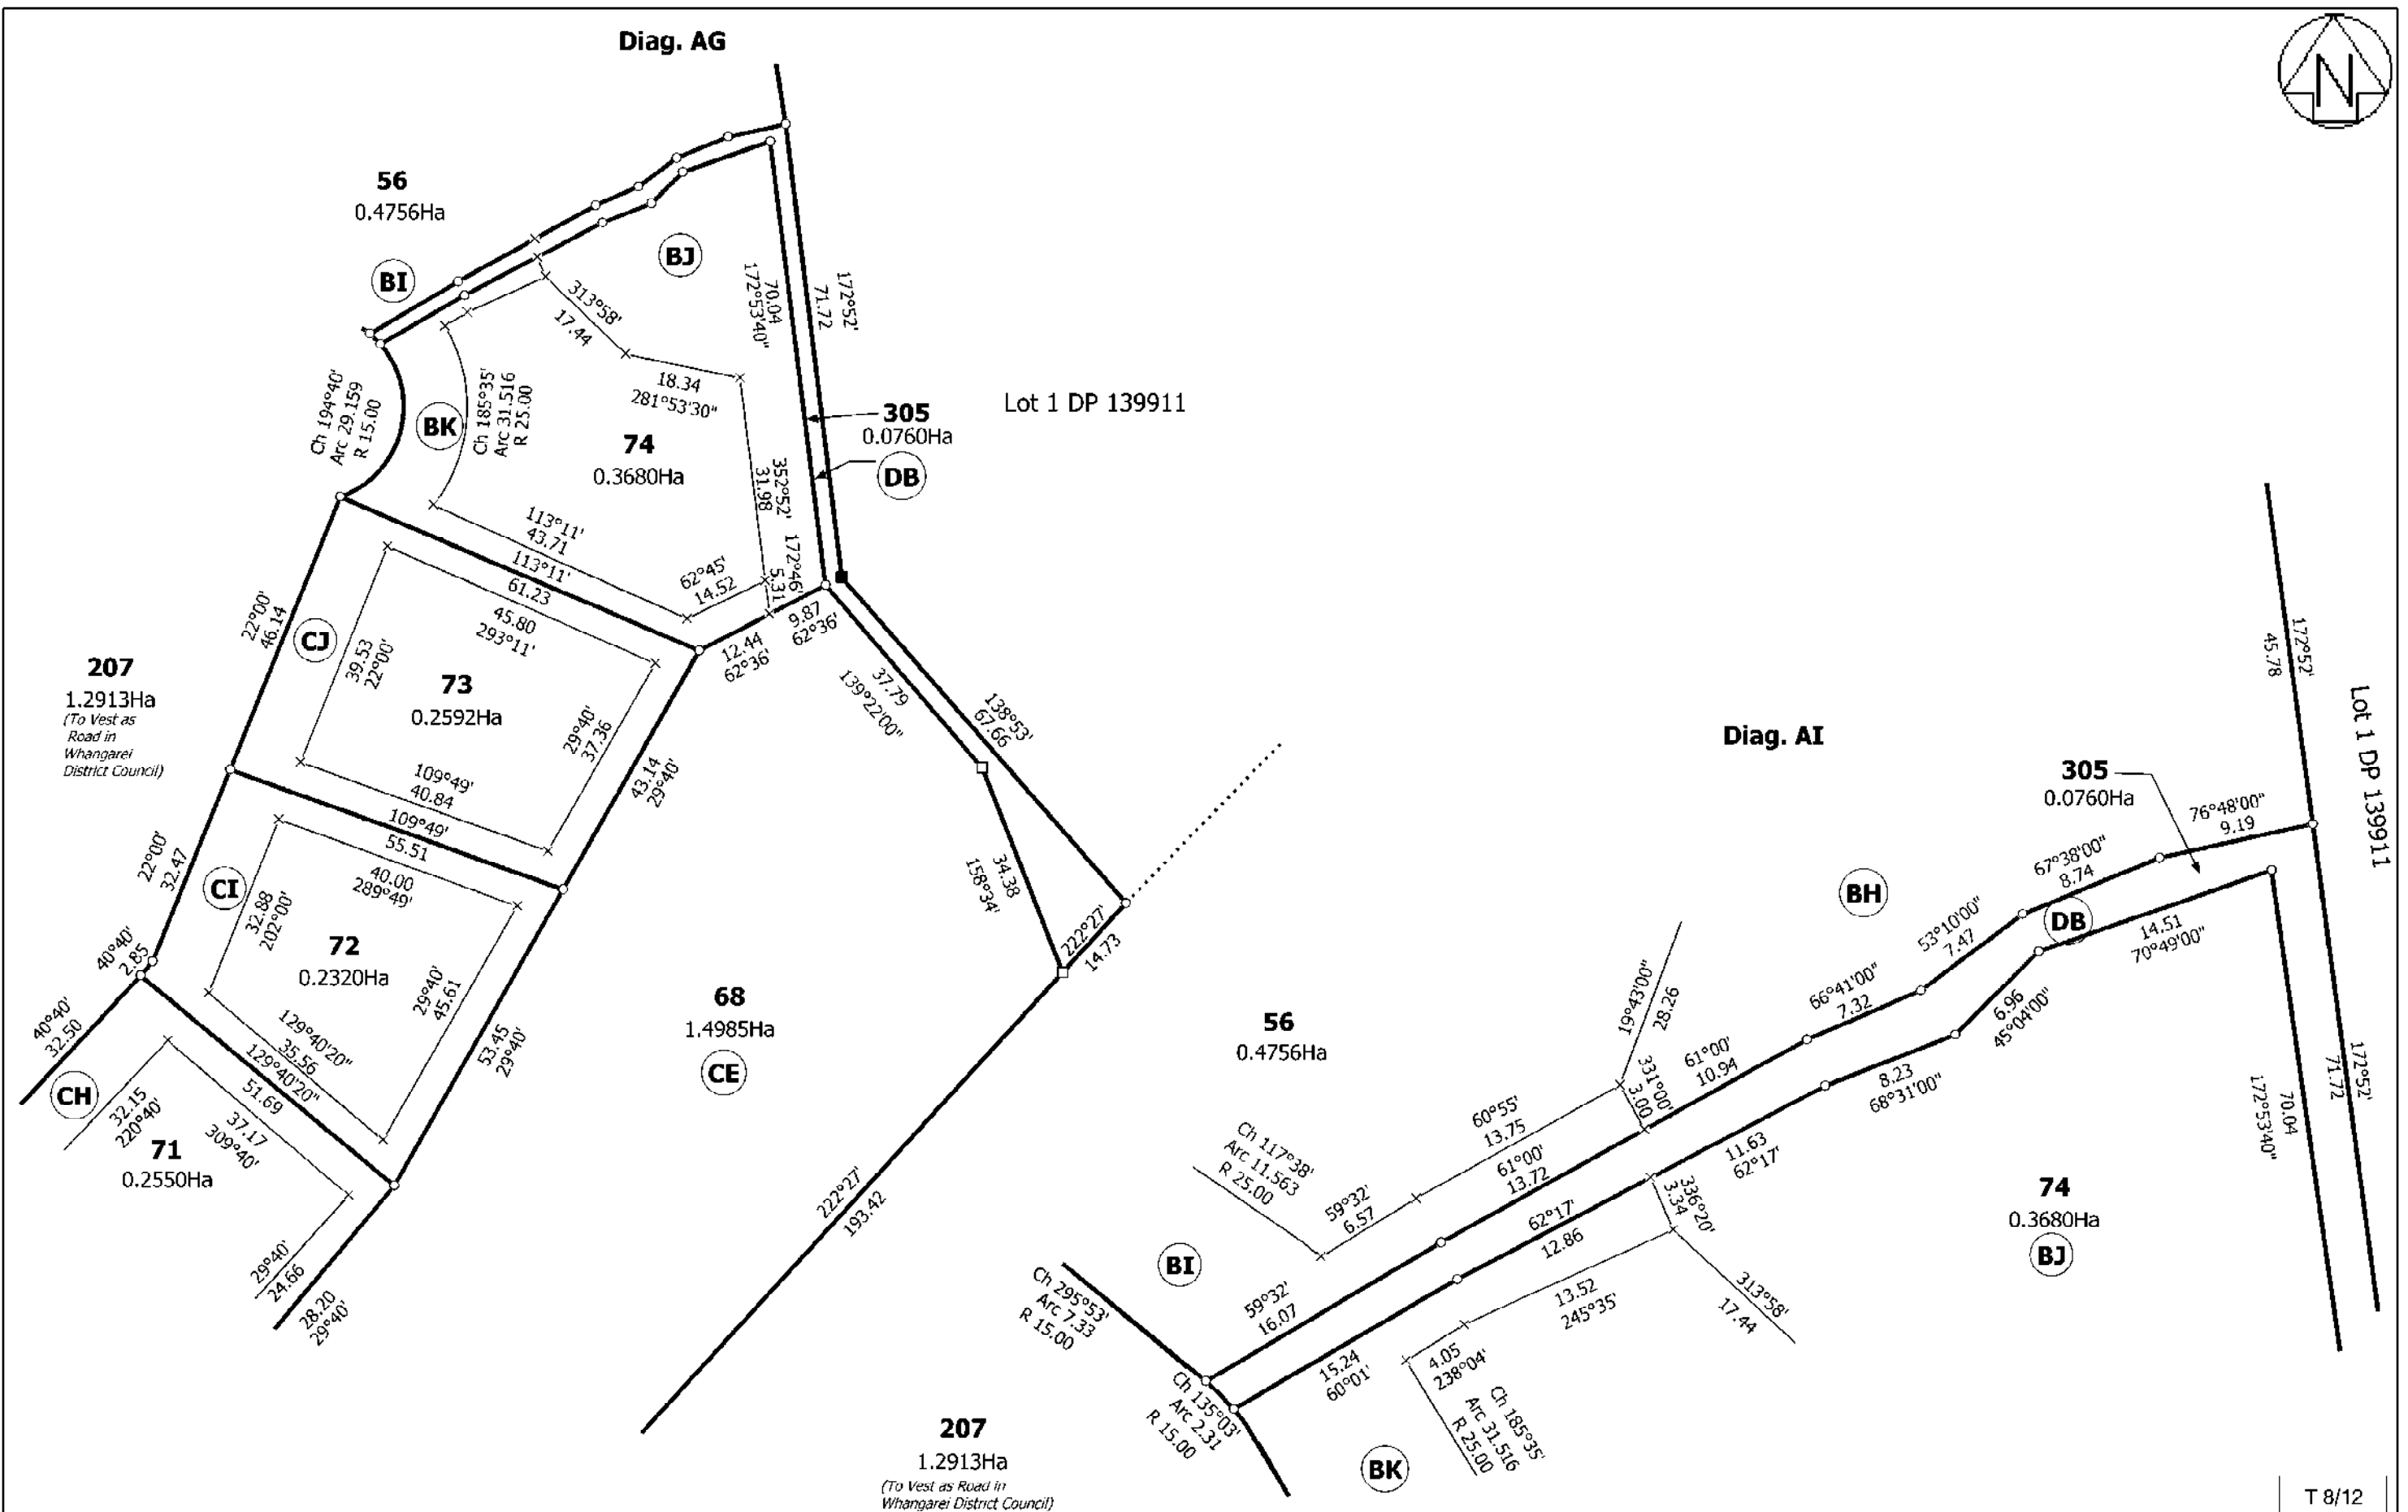 Diag. AG
N
56
0.4756Ha
BI
BJ
313°58'
17.44
70.04
172°53'40"
172°52'
71.72
Ch 194°40'
Arc 29.159
R 15.00
BK
Ch 185°35'
Arc 31.516
R 25.00
18.34
281°53'30"
74
0.3680Ha
305
0.0760Ha
DB
Lot 1 DP 139911
352°52'
31.98
113°11'
43.71
113°11'
61.23
62°45'
14.52
172°46'
5.31
9.87
62°36'
12.44
62°36'
45.80
293°11'
22°00'
46.14
CJ
39.53
22°00'
73
0.2592Ha
29°40'
37.36
43.14
29°40'
109°49'
40.84
109°49'
55.51
207
1.2913Ha
(To Vest as
Road in
Whangarei
District Council)
37.79
139°22'00"
138°53'
67.66
34.38
158°34'
222°27'
14.73
22°00'
32.47
CI
32.88
202°00'
40.00
289°49'
72
0.2320Ha
29°40'
45.61
53.45
29°40'
129°40'20"
35.56
129°40'20"
51.69
40°40'
2.85
40°40'
32.50
CH
32.15
220°40'
71
0.2550Ha
37.17
309°40'
29°40'
24.66
28.20
29°40'
68
1.4985Ha
CE
222°27'
193.42
Diag. AI
305
0.0760Ha
172°52'
45.78
Lot 1 DP 139911
76°48'00"
9.19
67°38'00"
8.74
BH
DB
53°10'00"
7.47
14.51
70°49'00"
66°41'00"
7.32
6.96
45°04'00"
19°43'00"
28.26
56
0.4756Ha
61°00'
10.94
331°00'
3.00
8.23
68°31'00"
172°52'
71.72
70.04
172°53'40"
60°55'
13.75
61°00'
13.72
11.63
62°17'
Ch 117°38'
Arc 11.563
R 25.00
59°32'
6.57
62°17'
12.86
336°20'
3.34
74
0.3680Ha
BJ
BI
Ch 295°53'
Arc 7.33
R 15.00
59°32'
16.07
13.52
245°35'
313°58'
17.44
15.24
60°01'
4.05
238°04'
Ch 135°03'
Arc 2.31
R 15.00
Ch 185°35'
Arc 31.516
R 25.00
BK
207
1.2913Ha
(To Vest as Road in
Whangarei District Council)
T 8/12